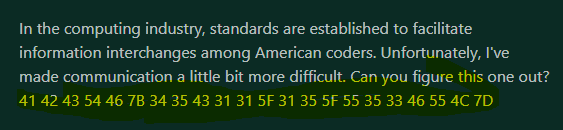 In the computing industry, standards are established to facilitate
information interchanges among American coders. Unfortunately, I've
made communication a little bit more difficult. Can you figure this one out?
41 42 43 54 46 7B 34 35 43 31 31 5F 31 35 5F 55 35 33 46 55 4C 7D